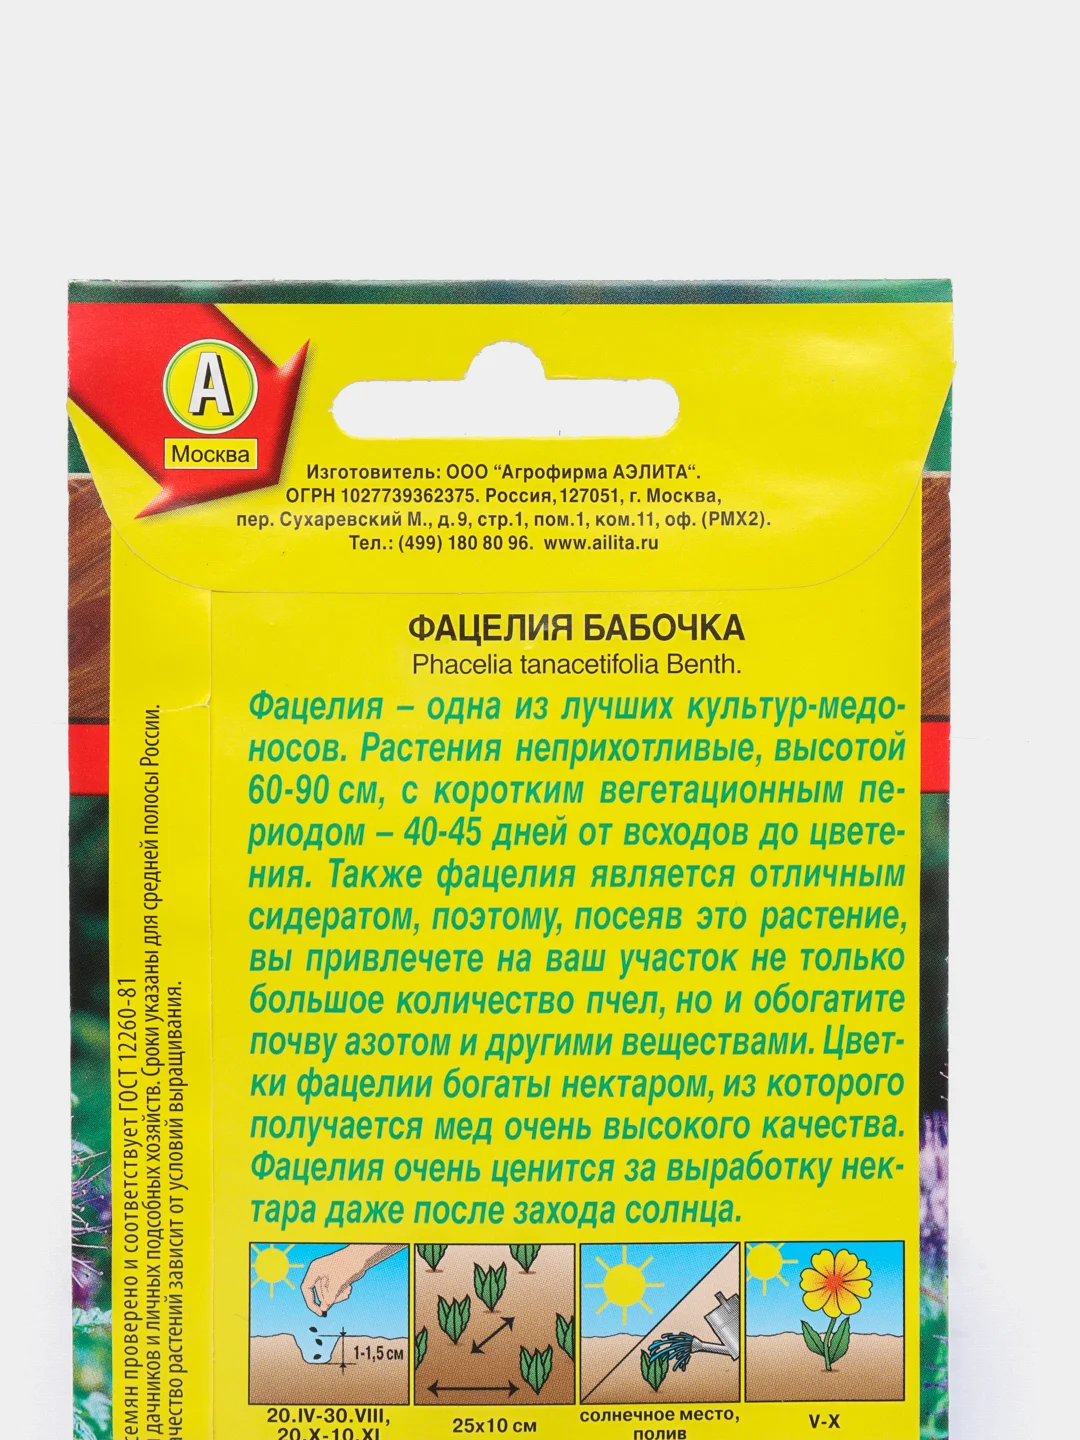 А
Москва
Изготовитель: ООО “Агрофирма АЭЛИТА“.
ОГРН 1027739362375. Россия, 127051, г. Москва,
пер. Сухаревский М., д.9, стр.1, пом.1, ком.11, оф. (РМХ2).
Тел.: (499) 180 80 96. www.ailita.ru
ФАЦЕЛИЯ БАБОЧКА
Phacelia tanacetifolia Benth.
Фацелия – одна из лучших культур-медо-
носов. Растения неприхотливые, высотой
60-90 см, с коротким вегетационным пе-
риодом – 40-45 дней от всходов до цвете-
ния. Также фацелия является отличным
сидератом, поэтому, посеяв это растение,
вы привлечете на ваш участок не только
большое количество пчел, но и обогатите
почву азотом и другими веществами. Цвет-
ки фацелии богаты нектаром, из которого
получается мед очень высокого качества.
Фацелия очень ценится за выработку нек-
тара даже после захода солнца.
1-1,5 см
20.IV-30.VIII,
20.X-10.XI
25х10 см
солнечное место,
полив
V-X
семян проверено и соответствует ГОСТ 12260-81
дачников и личных подсобных хозяйств. Сроки указаны для средней полосы России.
ачество растений зависит от условий выращивания.